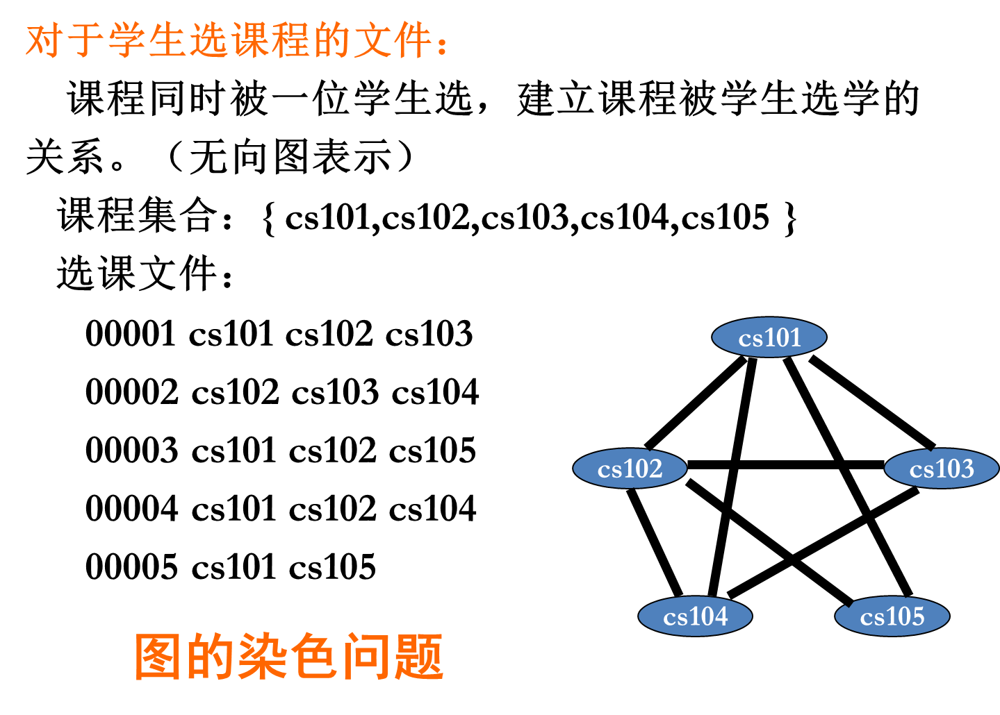 对于学生选课程的文件：
课程同时被一位学生选，建立课程被学生选学的
关系。（无向图表示）
课程集合：{ cs101,cs102,cs103,cs104,cs105 }
选课文件：
00001 cs101 cs102 cs103
00002 cs102 cs103 cs104
00003 cs101 cs102 cs105
00004 cs101 cs102 cs104
00005 cs101 cs105
图的染色问题
cs101
cs102
cs103
cs104
cs105